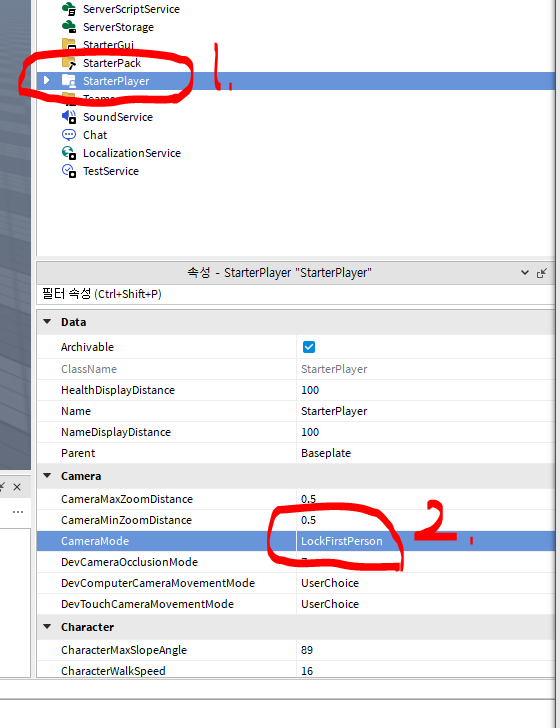 ServerScriptService
ServerStorage
StarterGui
StarterPack
1.
StarterPlayer
Teams
SoundService
Chat
LocalizationService
TestService
속성 - StarterPlayer "StarterPlayer"
필터 속성 (Ctrl+Shift+P)
Data
Archivable
ClassName StarterPlayer
HealthDisplayDistance 100
Name StarterPlayer
NameDisplayDistance 100
Parent Baseplate
Camera
CameraMaxZoomDistance 0.5
CameraMinZoomDistance 0.5
2.
CameraMode LockFirstPerson
DevCameraOcclusionMode
DevComputerCameraMovementMode UserChoice
DevTouchCameraMovementMode UserChoice
Character
CharacterMaxSlopeAngle 89
CharacterWalkSpeed 16